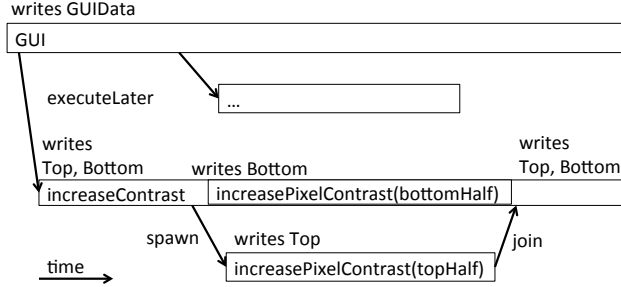 writes GUIData
GUI
executeLater
...
writes
Top, Bottom
writes Bottom
writes
Top, Bottom
increaseContrast
increasePixelContrast(bottomHalf)
spawn
writes Top
join
increasePixelContrast(topHalf)
time